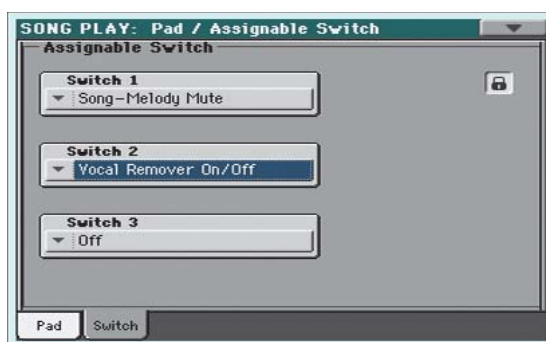 SONG PLAY: Pad / Assignable Switch
Assignable Switch
Switch 1
Song-Melody Mute
Switch 2
Vocal Remover On/Off
Switch 3
Off
Pad Switch